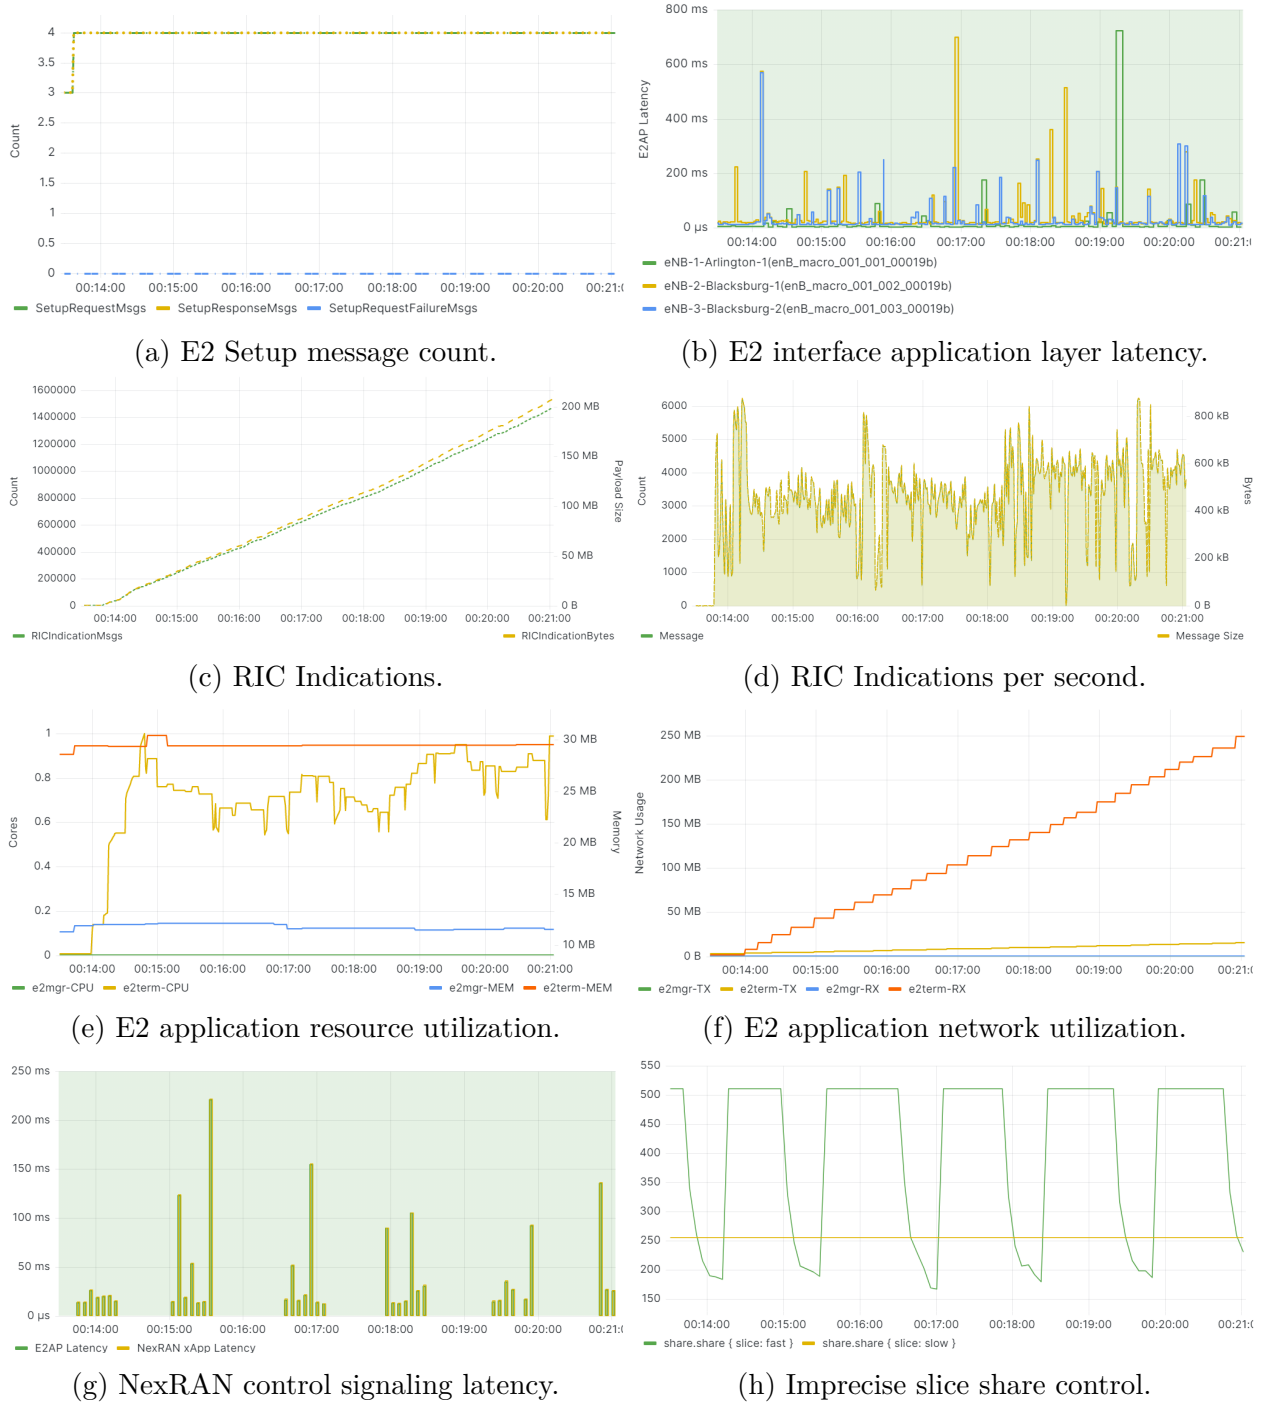 4
3.5
3
2.5
2
1.5
1
0.5
0
Count
00:14:00 00:15:00 00:16:00 00:17:00 00:18:00 00:19:00 00:20:00 00:21:0
SetupRequestMsgs SetupResponseMsgs SetupRequestFailureMsgs
(a) E2 Setup message count.
800 ms
600 ms
400 ms
200 ms
0 µs
E2AP Latency
00:14:00 00:15:00 00:16:00 00:17:00 00:18:00 00:19:00 00:20:00 00:21:
eNB-1-Arlington-1(enB_macro_001_001_00019b)
eNB-2-Blacksburg-1(enB_macro_001_002_00019b)
eNB-3-Blacksburg-2(enB_macro_001_003_00019b)
(b) E2 interface application layer latency.
1600000
1400000
1200000
1000000
800000
600000
400000
200000
0
Count
200 MB
150 MB
100 MB
50 MB
0 B
Payload Size
00:14:00 00:15:00 00:16:00 00:17:00 00:18:00 00:19:00 00:20:00 00:21:00
RICIndicationMsgs RICIndicationBytes
(c) RIC Indications.
6000
5000
4000
3000
2000
1000
0
Count
800 kB
600 kB
400 kB
200 kB
0 B
Bytes
00:14:00 00:15:00 00:16:00 00:17:00 00:18:00 00:19:00 00:20:00 00:21:00
Message Message Size
(d) RIC Indications per second.
1
0.8
0.6
0.4
0.2
0
Cores
30 MB
25 MB
20 MB
15 MB
10 MB
Memory
00:14:00 00:15:00 00:16:00 00:17:00 00:18:00 00:19:00 00:20:00 00:21:00
e2mgr-CPU e2term-CPU e2mgr-MEM e2term-MEM
(e) E2 application resource utilization.
250 MB
200 MB
150 MB
100 MB
50 MB
0 B
Network Usage
00:14:00 00:15:00 00:16:00 00:17:00 00:18:00 00:19:00 00:20:00 00:21:0
e2mgr-TX e2term-TX e2mgr-RX e2term-RX
(f) E2 application network utilization.
250 ms
200 ms
150 ms
100 ms
50 ms
0 µs
00:14:00 00:15:00 00:16:00 00:17:00 00:18:00 00:19:00 00:20:00 00:21:
E2AP Latency NexRAN xApp Latency
(g) NexRAN control signaling latency.
550
500
450
400
350
300
250
200
150
00:14:00 00:15:00 00:16:00 00:17:00 00:18:00 00:19:00 00:20:00 00:21:0
share.share { slice: fast } share.share { slice: slow }
(h) Imprecise slice share control.